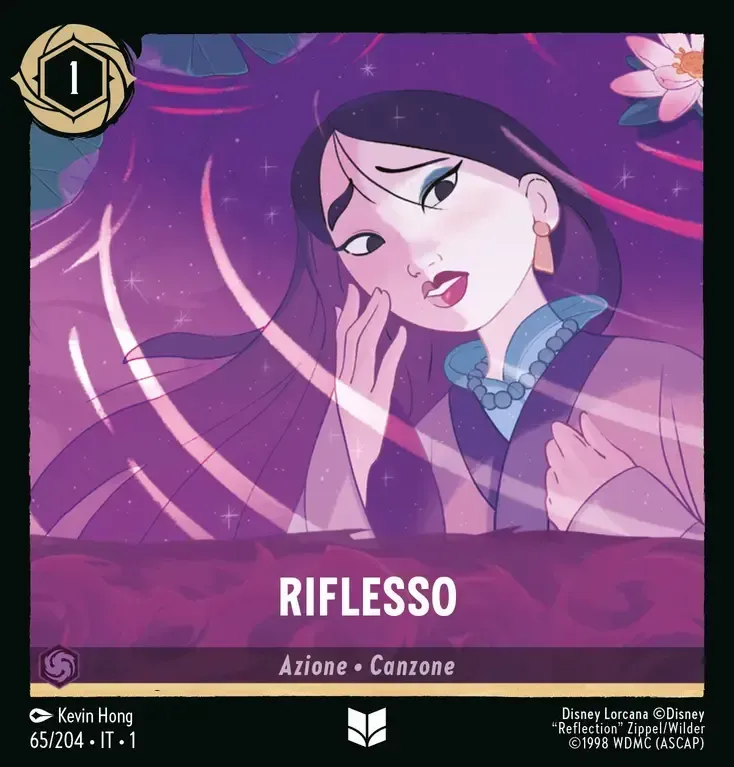 1
RIFLESSO
Azione • Canzone
Kevin Hong
65/204 • IT • 1
Disney Lorcana ©Disney
“Reflection” Zippel/Wilder
©1998 WDMC (ASCAP)